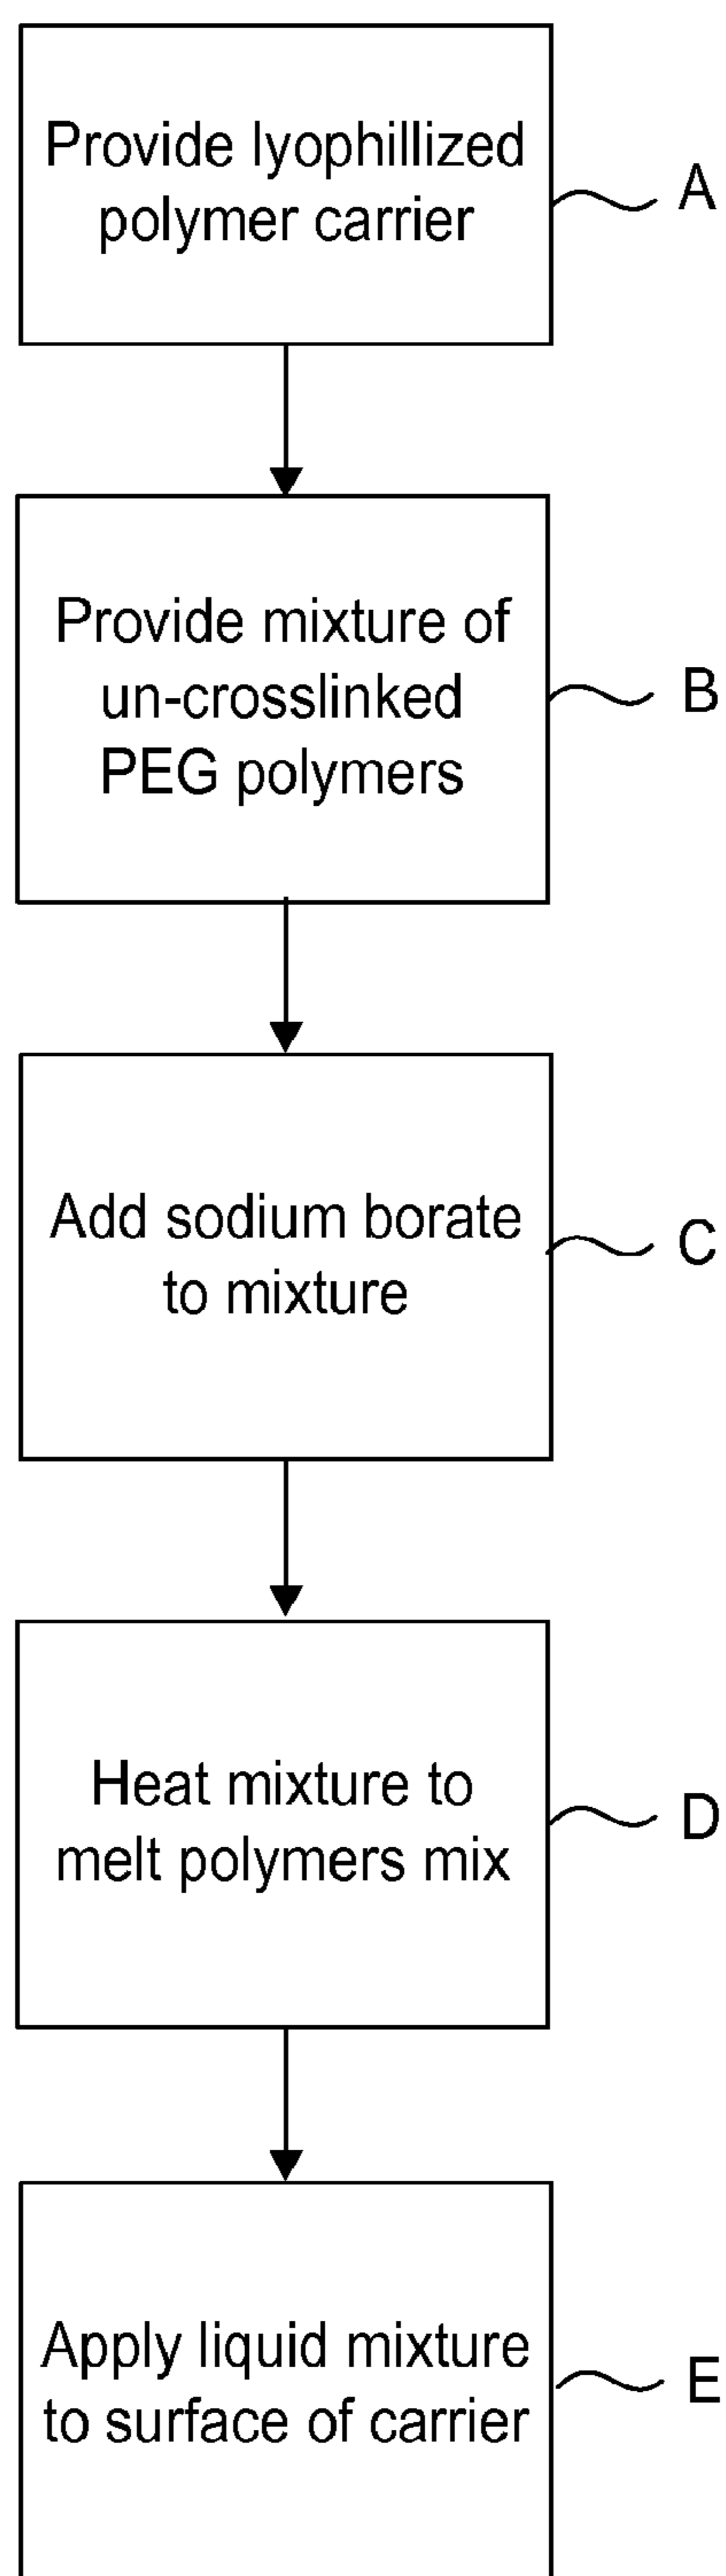 Provide lyophillized
polymer carrier
A
Provide mixture of
un-crosslinked
PEG polymers
B
Add sodium borate
to mixture
C
Heat mixture to
melt polymers mix
D
Apply liquid mixture
to surface of carrier
E